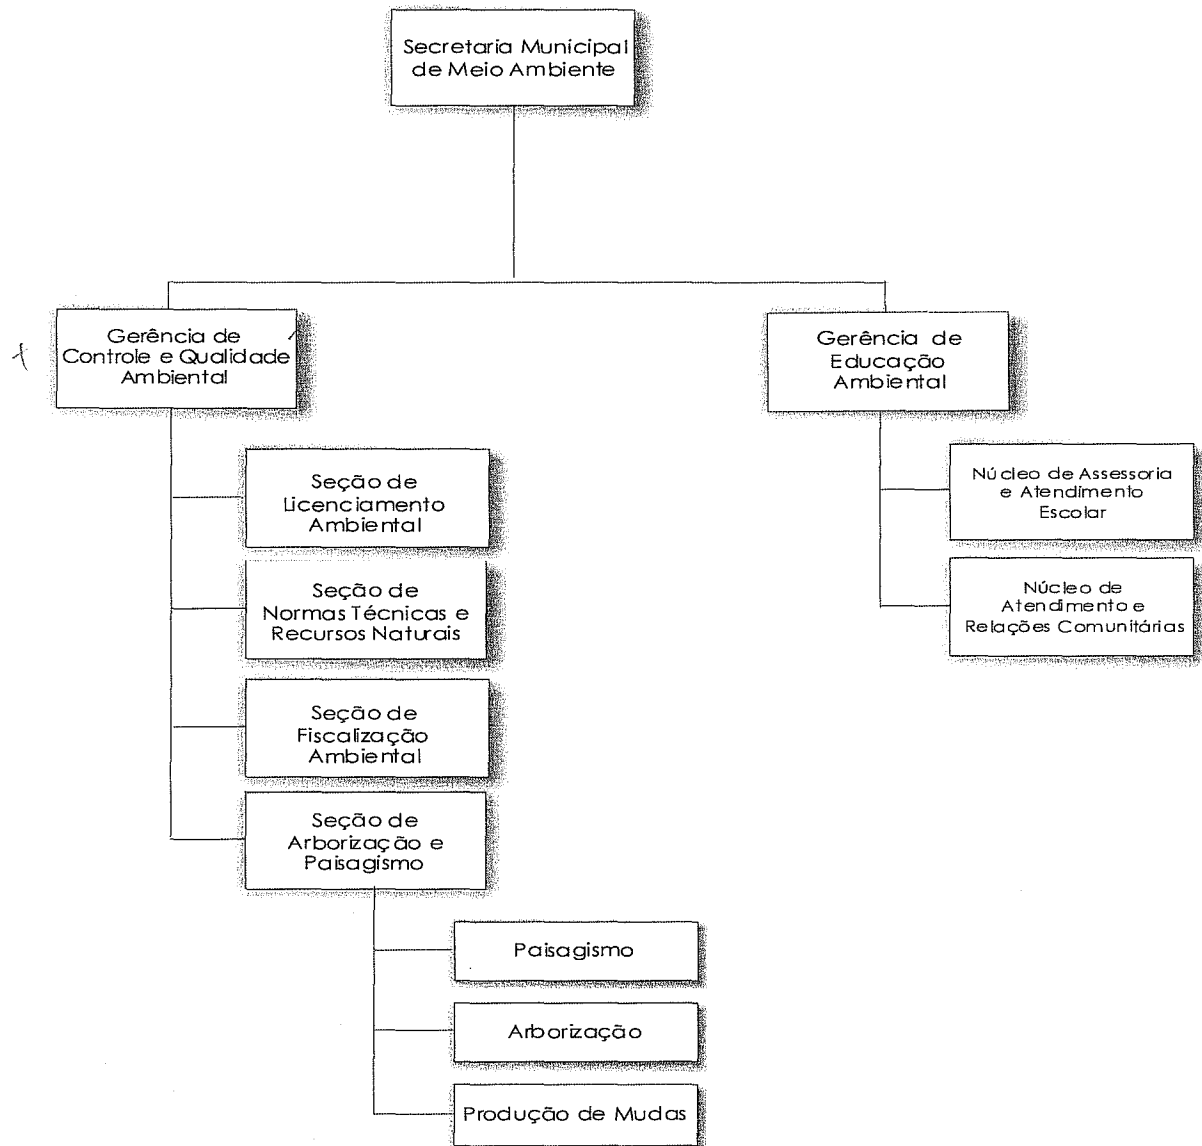 Secretaria Municipal
de Meio Ambiente
Gerência de
Controle e Qualidade
Ambiental
Gerência de
Educação
Ambiental
Seção de
Licenciamento
Ambiental
Seção de
Normas Técnicas e
Recursos Naturais
Seção de
Fiscalização
Ambiental
Seção de
Arborização e
Paisagismo
Paisagismo
Arborização
Produção de Mudas
Núcleo de Assessoria
e Atendimento
Escolar
Núcleo de
Atendimento e
Relações Comunitárias